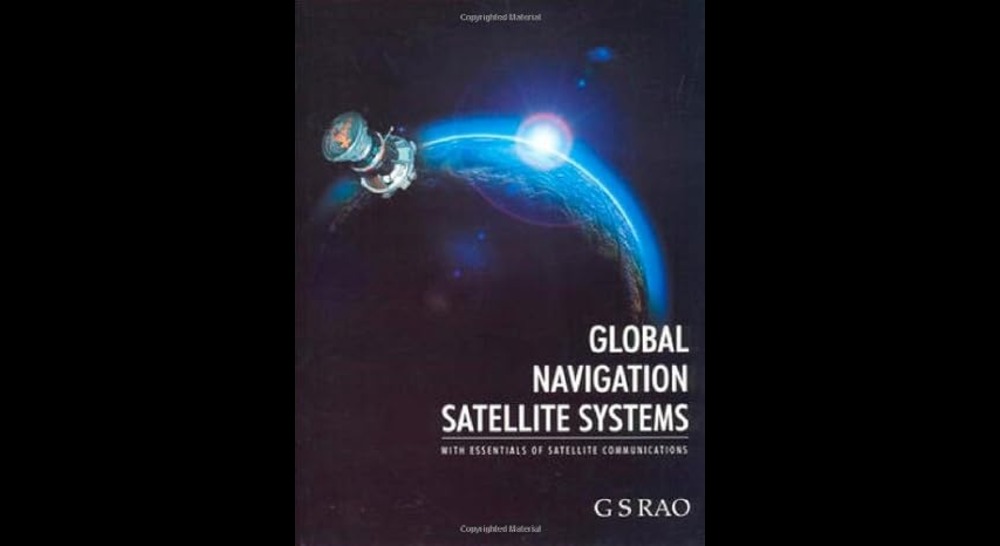 Copyrighted Material
GLOBAL
NAVIGATION
SATELLITE SYSTEMS
WITH ESSENTIALS OF SATELLITE COMMUNICATIONS
G S RAO
Copyrighted Material